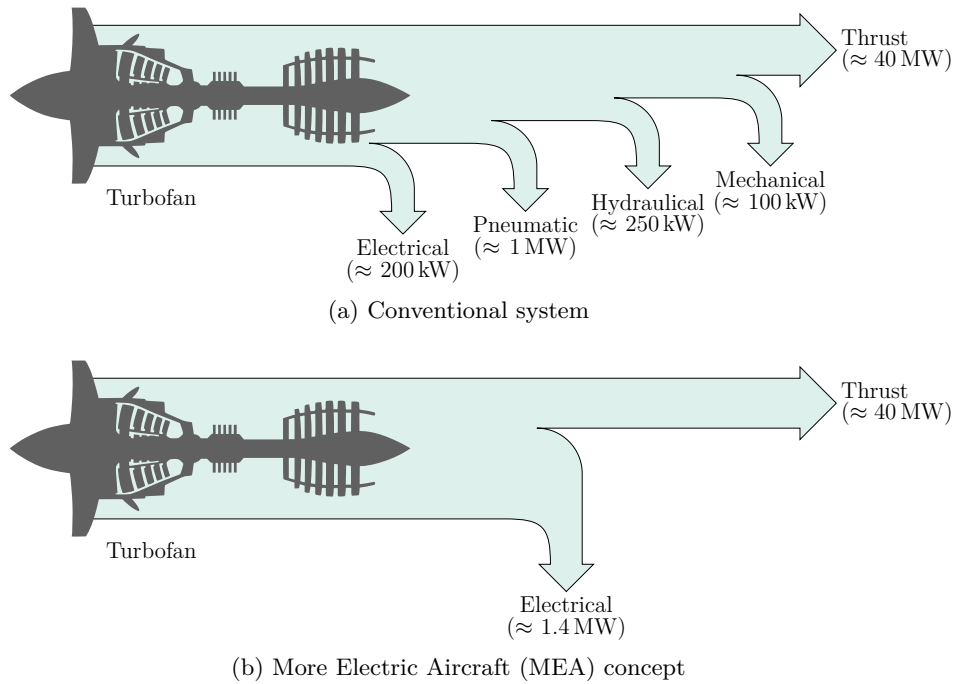 Thrust
(≈ 40 MW)
Turbofan
Mechanical
(≈ 100 kW)
Hydraulical
(≈ 250 kW)
Pneumatic
(≈ 1 MW)
Electrical
(≈ 200 kW)
(a) Conventional system
Thrust
(≈ 40 MW)
Turbofan
Electrical
(≈ 1.4 MW)
(b) More Electric Aircraft (MEA) concept